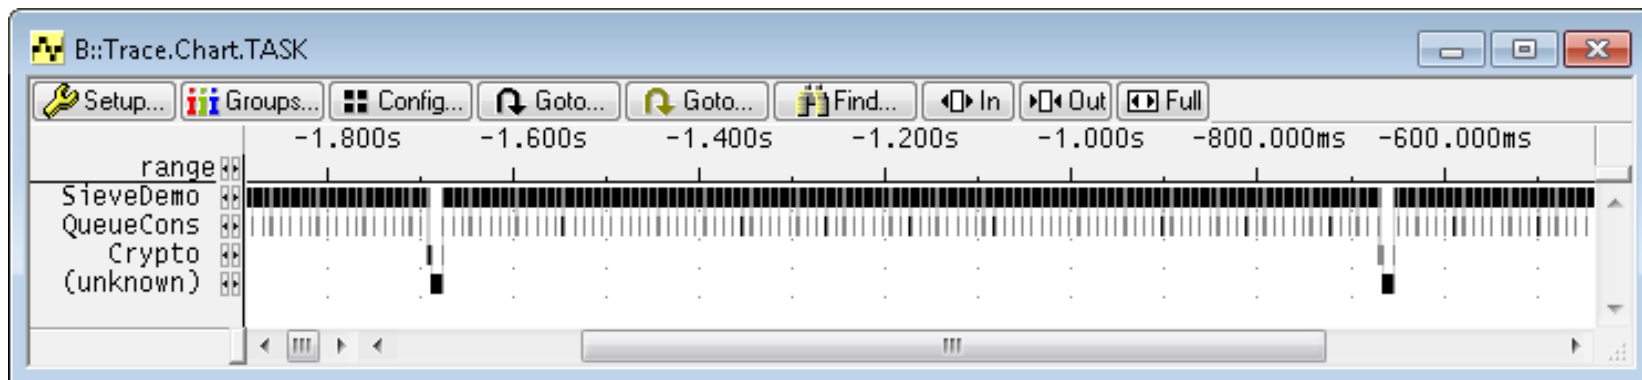 B::Trace.Chart.TASK
Setup... Groups... Config... Goto... Goto... Find... In Out Full
-1.800s -1.600s -1.400s -1.200s -1.000s -800.000ms -600.000ms
range
SieveDemo
QueueCons
Crypto
(unknown)